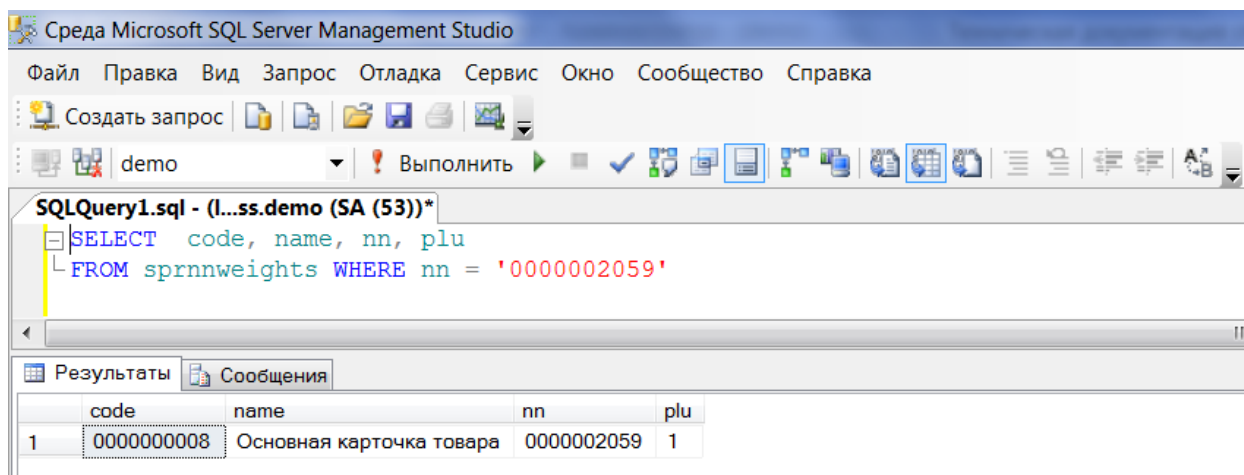 Среда Microsoft SQL Server Management Studio
Файл Правка Вид Запрос Отладка Сервис Окно Сообщество Справка
Создать запрос
demo Выполнить
SQLQuery1.sql - (l...ss.demo (SA (53))*
SELECT code, name, nn, plu
FROM sprnnweights WHERE nn = '0000002059'
Результаты Сообщения
code name nn plu
1 0000000008 Основная карточка товара 0000002059 1